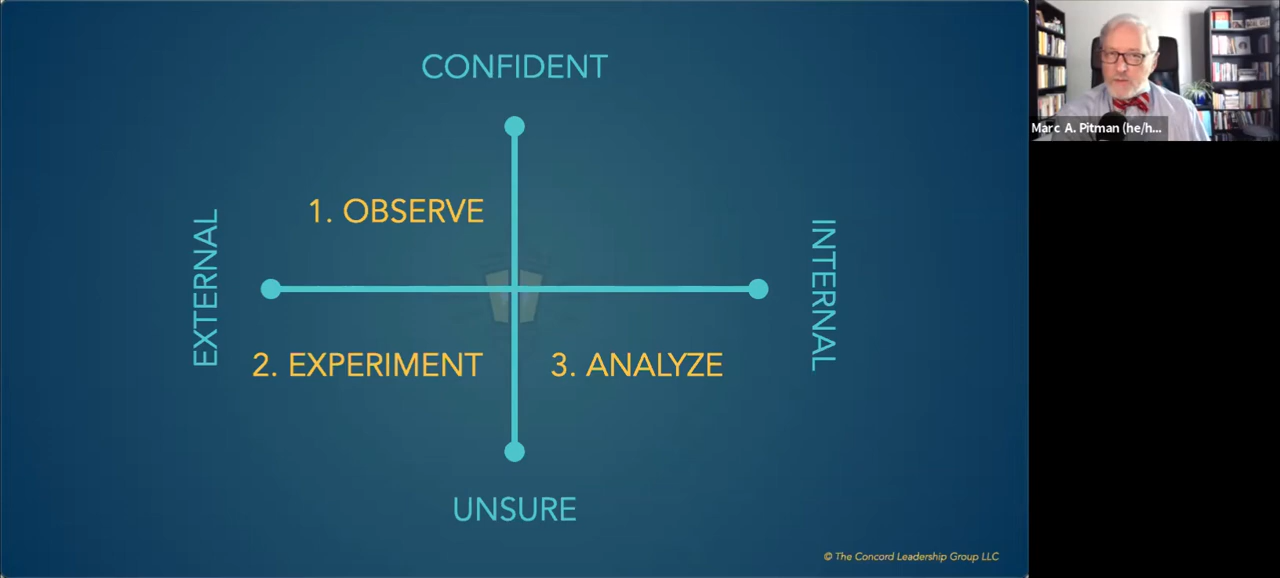 CONFIDENT
1. OBSERVE
EXTERNAL
INTERNAL
2. EXPERIMENT
3. ANALYZE
UNSURE
© The Concord Leadership Group LLC
Marc A. Pitman (he/h...